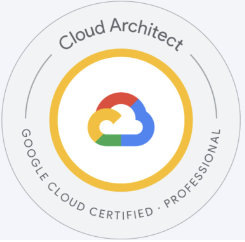 Cloud Architect
GOOGLE CLOUD CERTIFIED · PROFESSIONAL